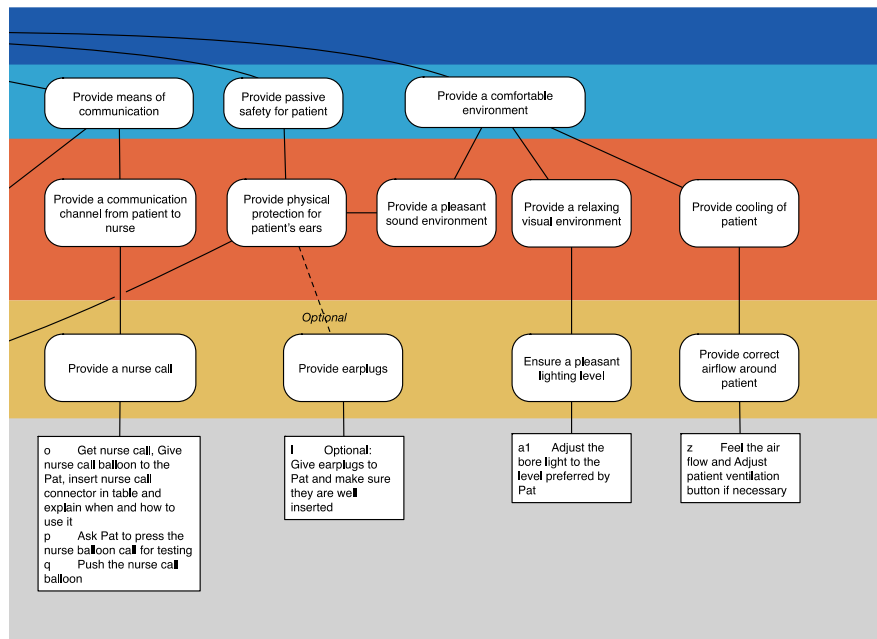 Provide means of
communication
Provide passive
safety for patient
Provide a comfortable
environment
Provide a communication
channel from patient to
nurse
Provide physical
protection for
patient's ears
Provide a pleasant
sound environment
Provide a relaxing
visual environment
Provide cooling of
patient
Optional
Provide a nurse call
Provide earplugs
Ensure a pleasant
lighting level
Provide correct
airflow around
patient
o Get nurse call, Give
nurse call balloon to the
Pat, insert nurse call
connector in table and
explain when and how to
use it
p Ask Pat to press the
nurse balloon call for testing
q Push the nurse call
balloon
l Optional:
Give earplugs to
Pat and make sure
they are well
inserted
a1 Adjust the
bore light to the
level preferred by
Pat
z Feel the air
flow and Adjust
patient ventilation
button if necessary